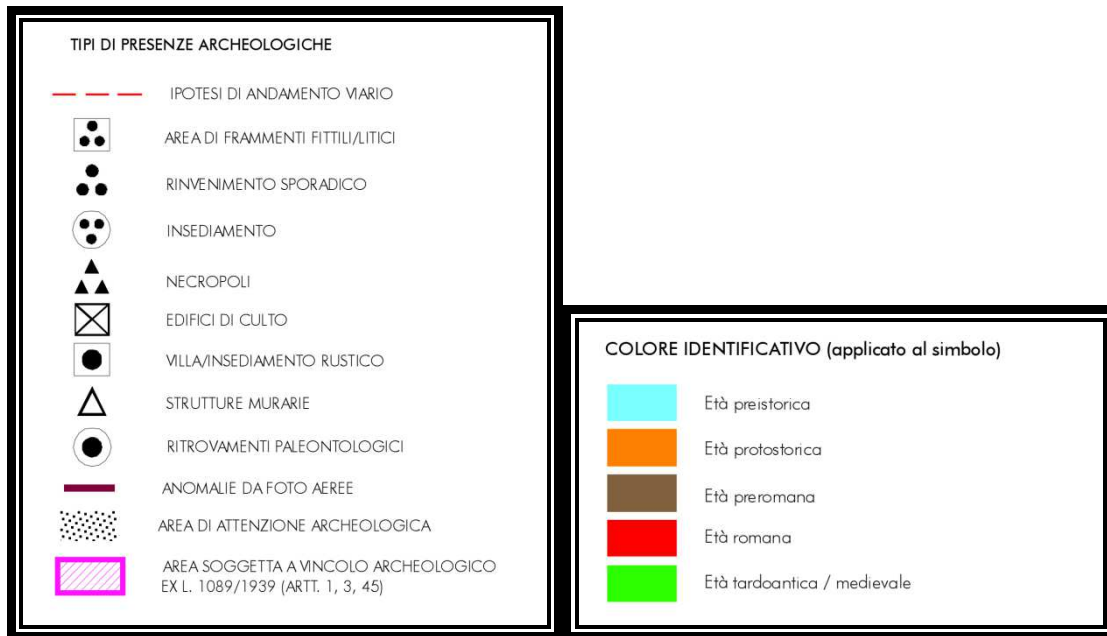 TIPI DI PRESENZE ARCHEOLOGICHE
IPOTESI DI ANDAMENTO VIARIO
AREA DI FRAMMENTI FITTILI/LITICI
RINVENIMENTO SPORADICO
INSEDIAMENTO
NECROPOLI
EDIFICI DI CULTO
VILLA/INSEDIAMENTO RUSTICO
STRUTTURE MURARIE
RITROVAMENTI PALEONTOLOGICI
ANOMALIE DA FOTO AEREE
AREA DI ATTENZIONE ARCHEOLOGICA
AREA SOGGETTA A VINCOLO ARCHEOLOGICO
EX L. 1089/1939 (ARTT. 1, 3, 45)
COLORE IDENTIFICATIVO (applicato al simbolo)
Età preistorica
Età protostorica
Età preromana
Età romana
Età tardoantica / medievale